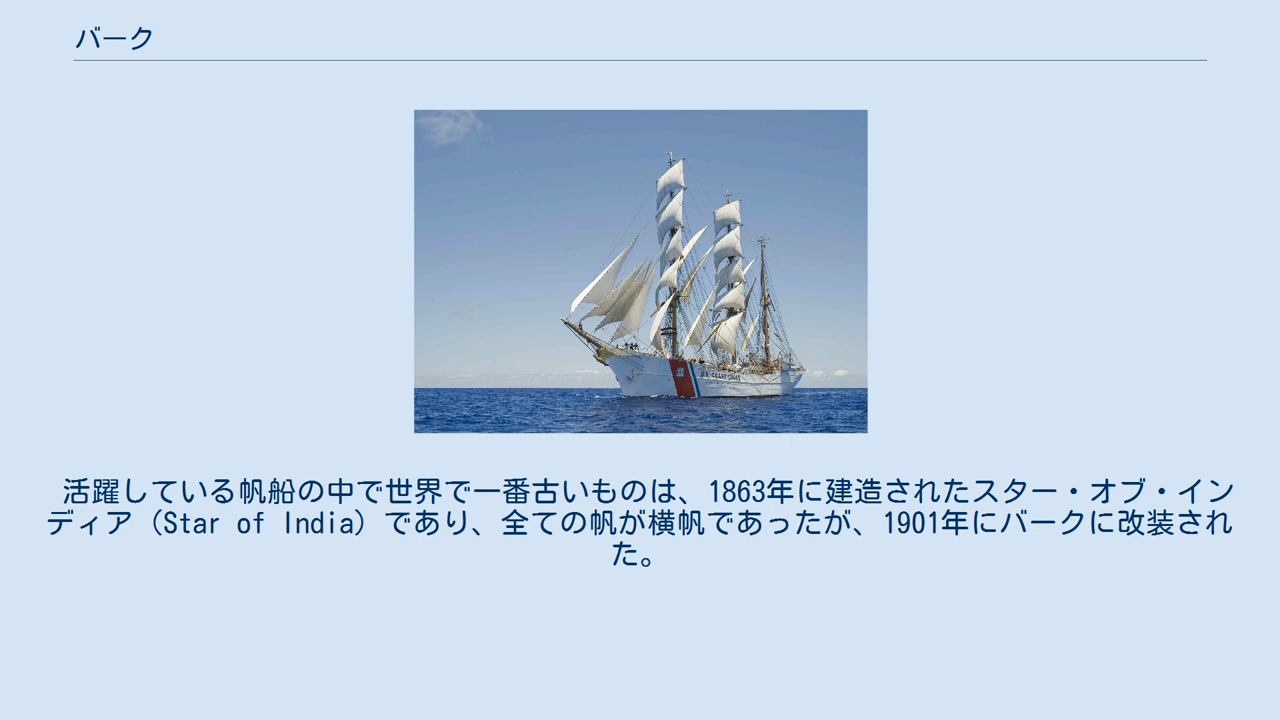 バーク
活躍している帆船の中で世界で一番古いものは、1863年に建造されたスター・オブ・イン
ディア（Star of India）であり、全ての帆が横帆であったが、1901年にバークに改装され
た。
U.S. COAST GUARD